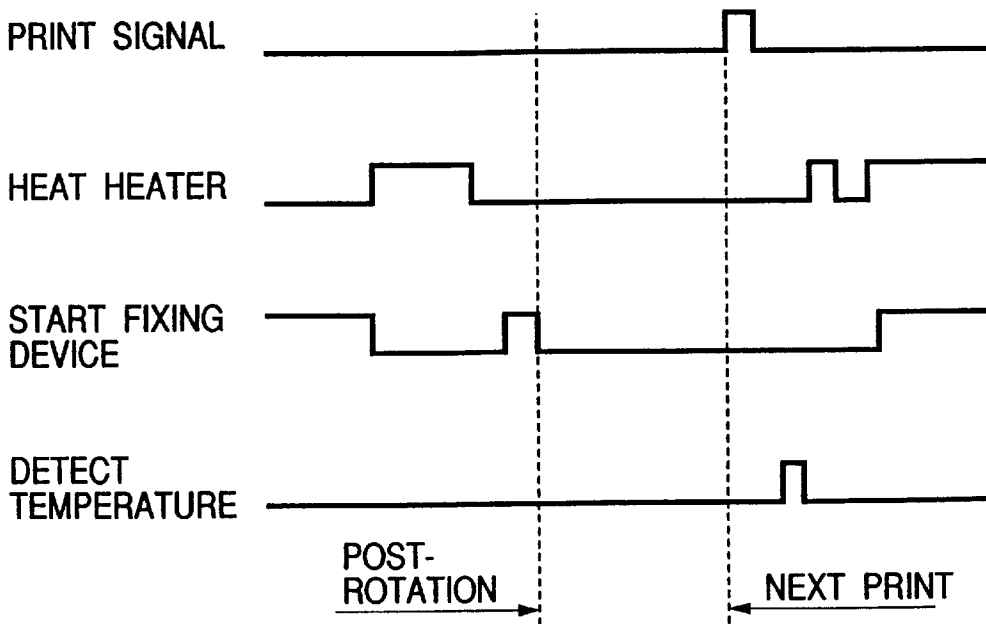 PRINT SIGNAL
HEAT HEATER
START FIXING
DEVICE
DETECT
TEMPERATURE
POST-
ROTATION
NEXT PRINT